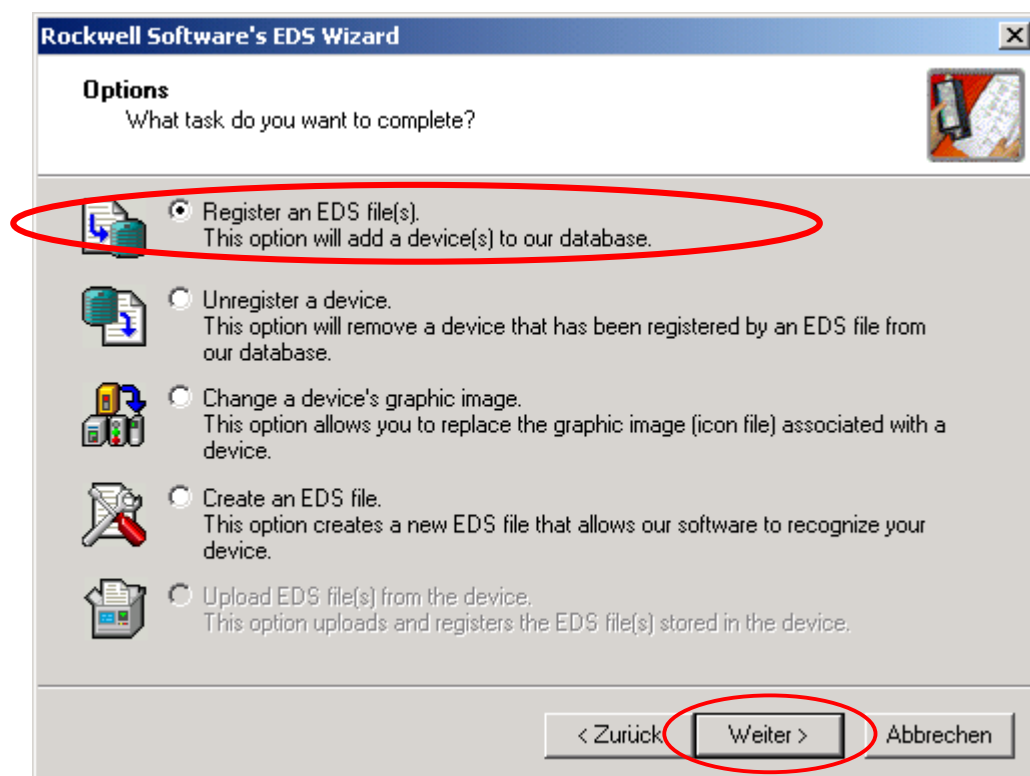 Rockwell Software's EDS Wizard
Options
What task do you want to complete?
Register an EDS file(s).
This option will add a device(s) to our database.
Unregister a device.
This option will remove a device that has been registered by an EDS file from
our database.
Change a device's graphic image.
This option allows you to replace the graphic image (icon file) associated with a
device.
Create an EDS file.
This option creates a new EDS file that allows our software to recognize your
device.
Upload EDS file(s) from the device.
This option uploads and registers the EDS file(s) stored in the device.
< Zurück Weiter > Abbrechen